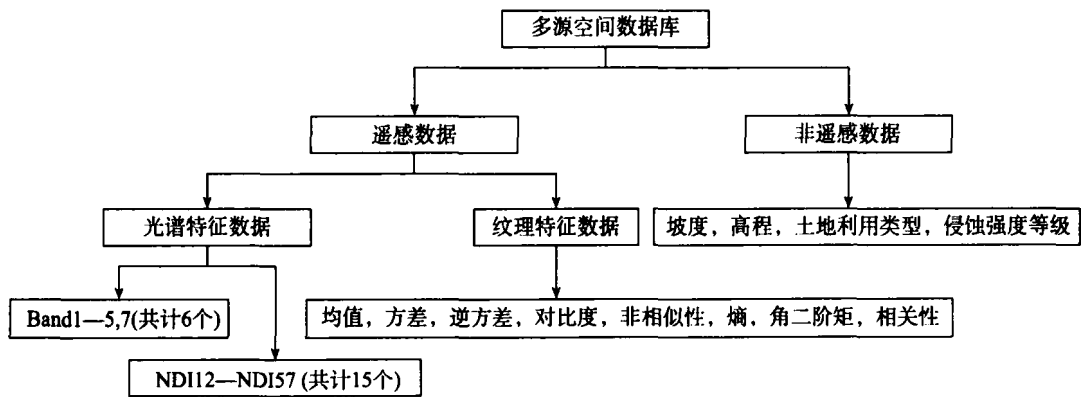 多源空间数据库
遥感数据
非遥感数据
光谱特征数据
纹理特征数据
坡度，高程，土地利用类型，侵蚀强度等级
Band1—5,7(共计6个)
均值，方差，逆方差，对比度，非相似性，熵，角二阶矩，相关性
NDI12—NDI57 (共计15个)